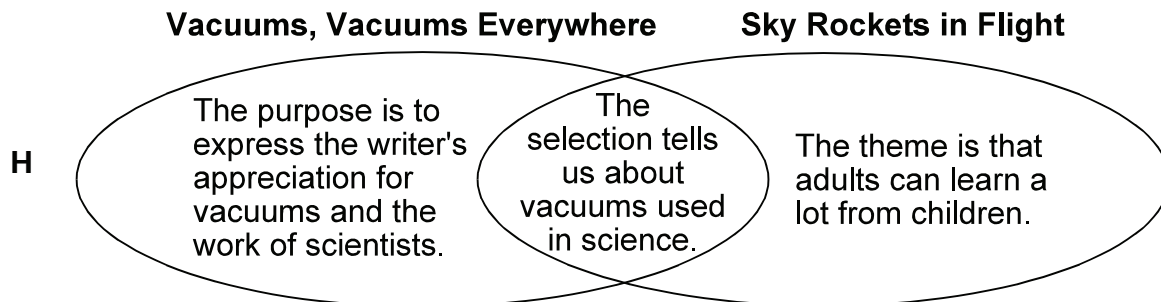 Vacuums, Vacuums Everywhere
Sky Rockets in Flight
H
The purpose is to
express the writer's
appreciation for
vacuums and the
work of scientists.
The
selection tells
us about
vacuums used
in science.
The theme is that
adults can learn a
lot from children.